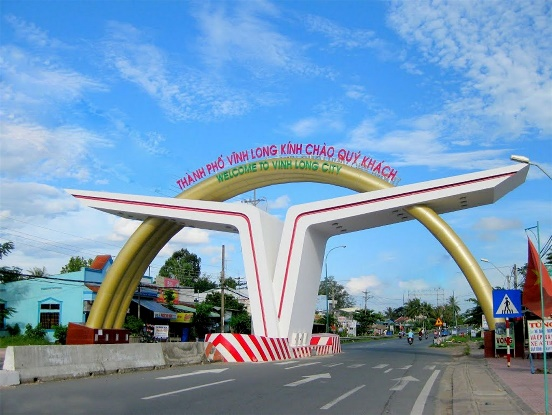 THÀNH PHỐ VĨNH LONG KÍNH CHÀO QUÝ KHÁCH
WELCOME TO VINH LONG CITY